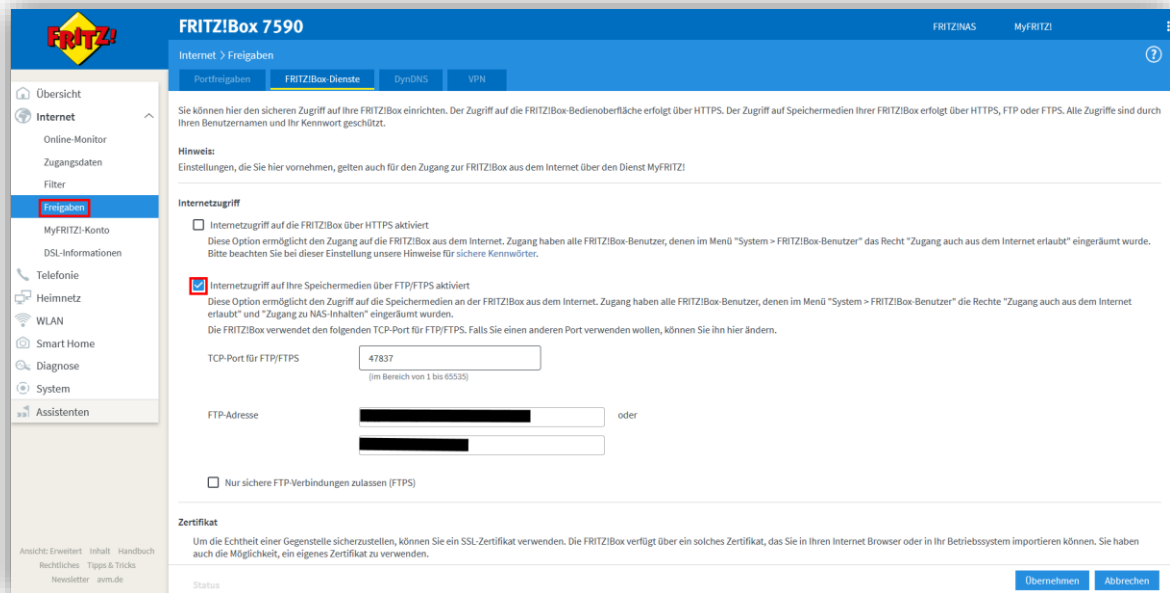 FRITZ!
FRITZ!Box 7590
FRITZ!NAS
MyFRITZ!
Internet > Freigaben
?
Portfreigaben
FRITZ!Box-Dienste
DynDNS
VPN
Übersicht
Internet
Online-Monitor
Zugangsdaten
Filter
Freigaben
MyFRITZ!-Konto
DSL-Informationen
Telefonie
Heimnetz
WLAN
Smart Home
Diagnose
System
Assistenten
Ansicht: Erweitert Inhalt Handbuch
Rechtliches Tipps & Tricks
Newsletter avm.de
Sie können hier den sicheren Zugriff auf Ihre FRITZ!Box einrichten. Der Zugriff auf die FRITZ!Box-Bedienoberfläche erfolgt über HTTPS. Der Zugriff auf Speichermedien Ihrer FRITZ!Box erfolgt über HTTPS, FTP oder FTPS. Alle Zugriffe sind durch
Ihren Benutzernamen und Ihr Kennwort geschützt.
Hinweis:
Einstellungen, die Sie hier vornehmen, gelten auch für den Zugang zur FRITZ!Box aus dem Internet über den Dienst MyFRITZ!
Internetzugriff
Internetzugriff auf die FRITZ!Box über HTTPS aktiviert
Diese Option ermöglicht den Zugang auf die FRITZ!Box aus dem Internet. Zugang haben alle FRITZ!Box-Benutzer, denen im Menü "System > FRITZ!Box-Benutzer" das Recht "Zugang auch aus dem Internet erlaubt" eingeräumt wurde.
Bitte beachten Sie bei dieser Einstellung unsere Hinweise für sichere Kennwörter.
Internetzugriff auf Ihre Speichermedien über FTP/FTPS aktiviert
Diese Option ermöglicht den Zugriff auf die Speichermedien an der FRITZ!Box aus dem Internet. Zugang haben alle FRITZ!Box-Benutzer, denen im Menü "System > FRITZ!Box-Benutzer" die Rechte "Zugang auch aus dem Internet
erlaubt" und "Zugang zu NAS-Inhalten" eingeräumt wurden.
Die FRITZ!Box verwendet den folgenden TCP-Port für FTP/FTPS. Falls Sie einen anderen Port verwenden wollen, können Sie ihn hier ändern.
TCP-Port für FTP/FTPS
47837
(im Bereich von 1 bis 65535)
FTP-Adresse
oder
Nur sichere FTP-Verbindungen zulassen (FTPS)
Zertifikat
Um die Echtheit einer Gegenstelle sicherzustellen, können Sie ein SSL-Zertifikat verwenden. Die FRITZ!Box verfügt über ein solches Zertifikat, das Sie in Ihren Internet Browser oder in Ihr Betriebssystem importieren können. Sie haben
auch die Möglichkeit, ein eigenes Zertifikat zu verwenden.
Status
Übernehmen
Abbrechen